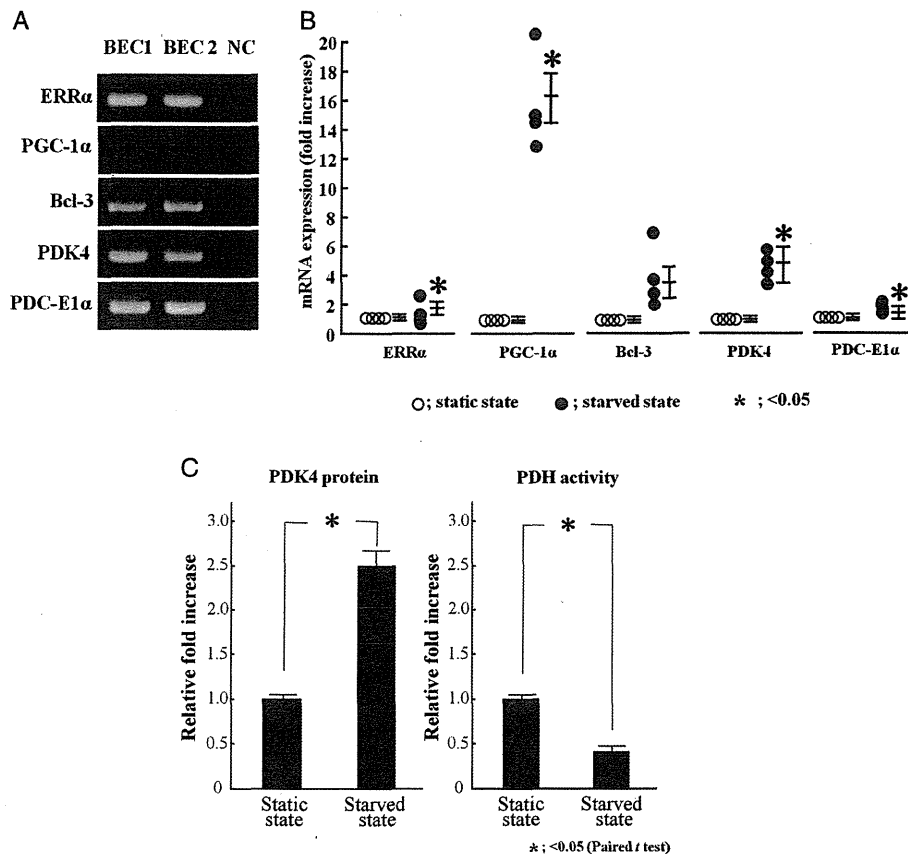 A
BEC1 BEC 2 NC
ERRα
PGC-1α
Bcl-3
PDK4
PDC-E1α
B
mRNA expression (fold increase)
20
18
16
14
12
10
8
6
4
2
0
*
*
*
*
ERRα PGC-1α Bcl-3 PDK4 PDC-E1α
; static state ; starved state * ; <0.05
C
PDK4 protein
Relative fold increase
3.0
2.5
2.0
1.0
0.5
0
*
Static state
Starved state
PDH activity
Relative fold increase
3.0
2.5
2.0
1.0
0.5
0
*
Static state
Starved state
* ; <0.05 (Paired t test)